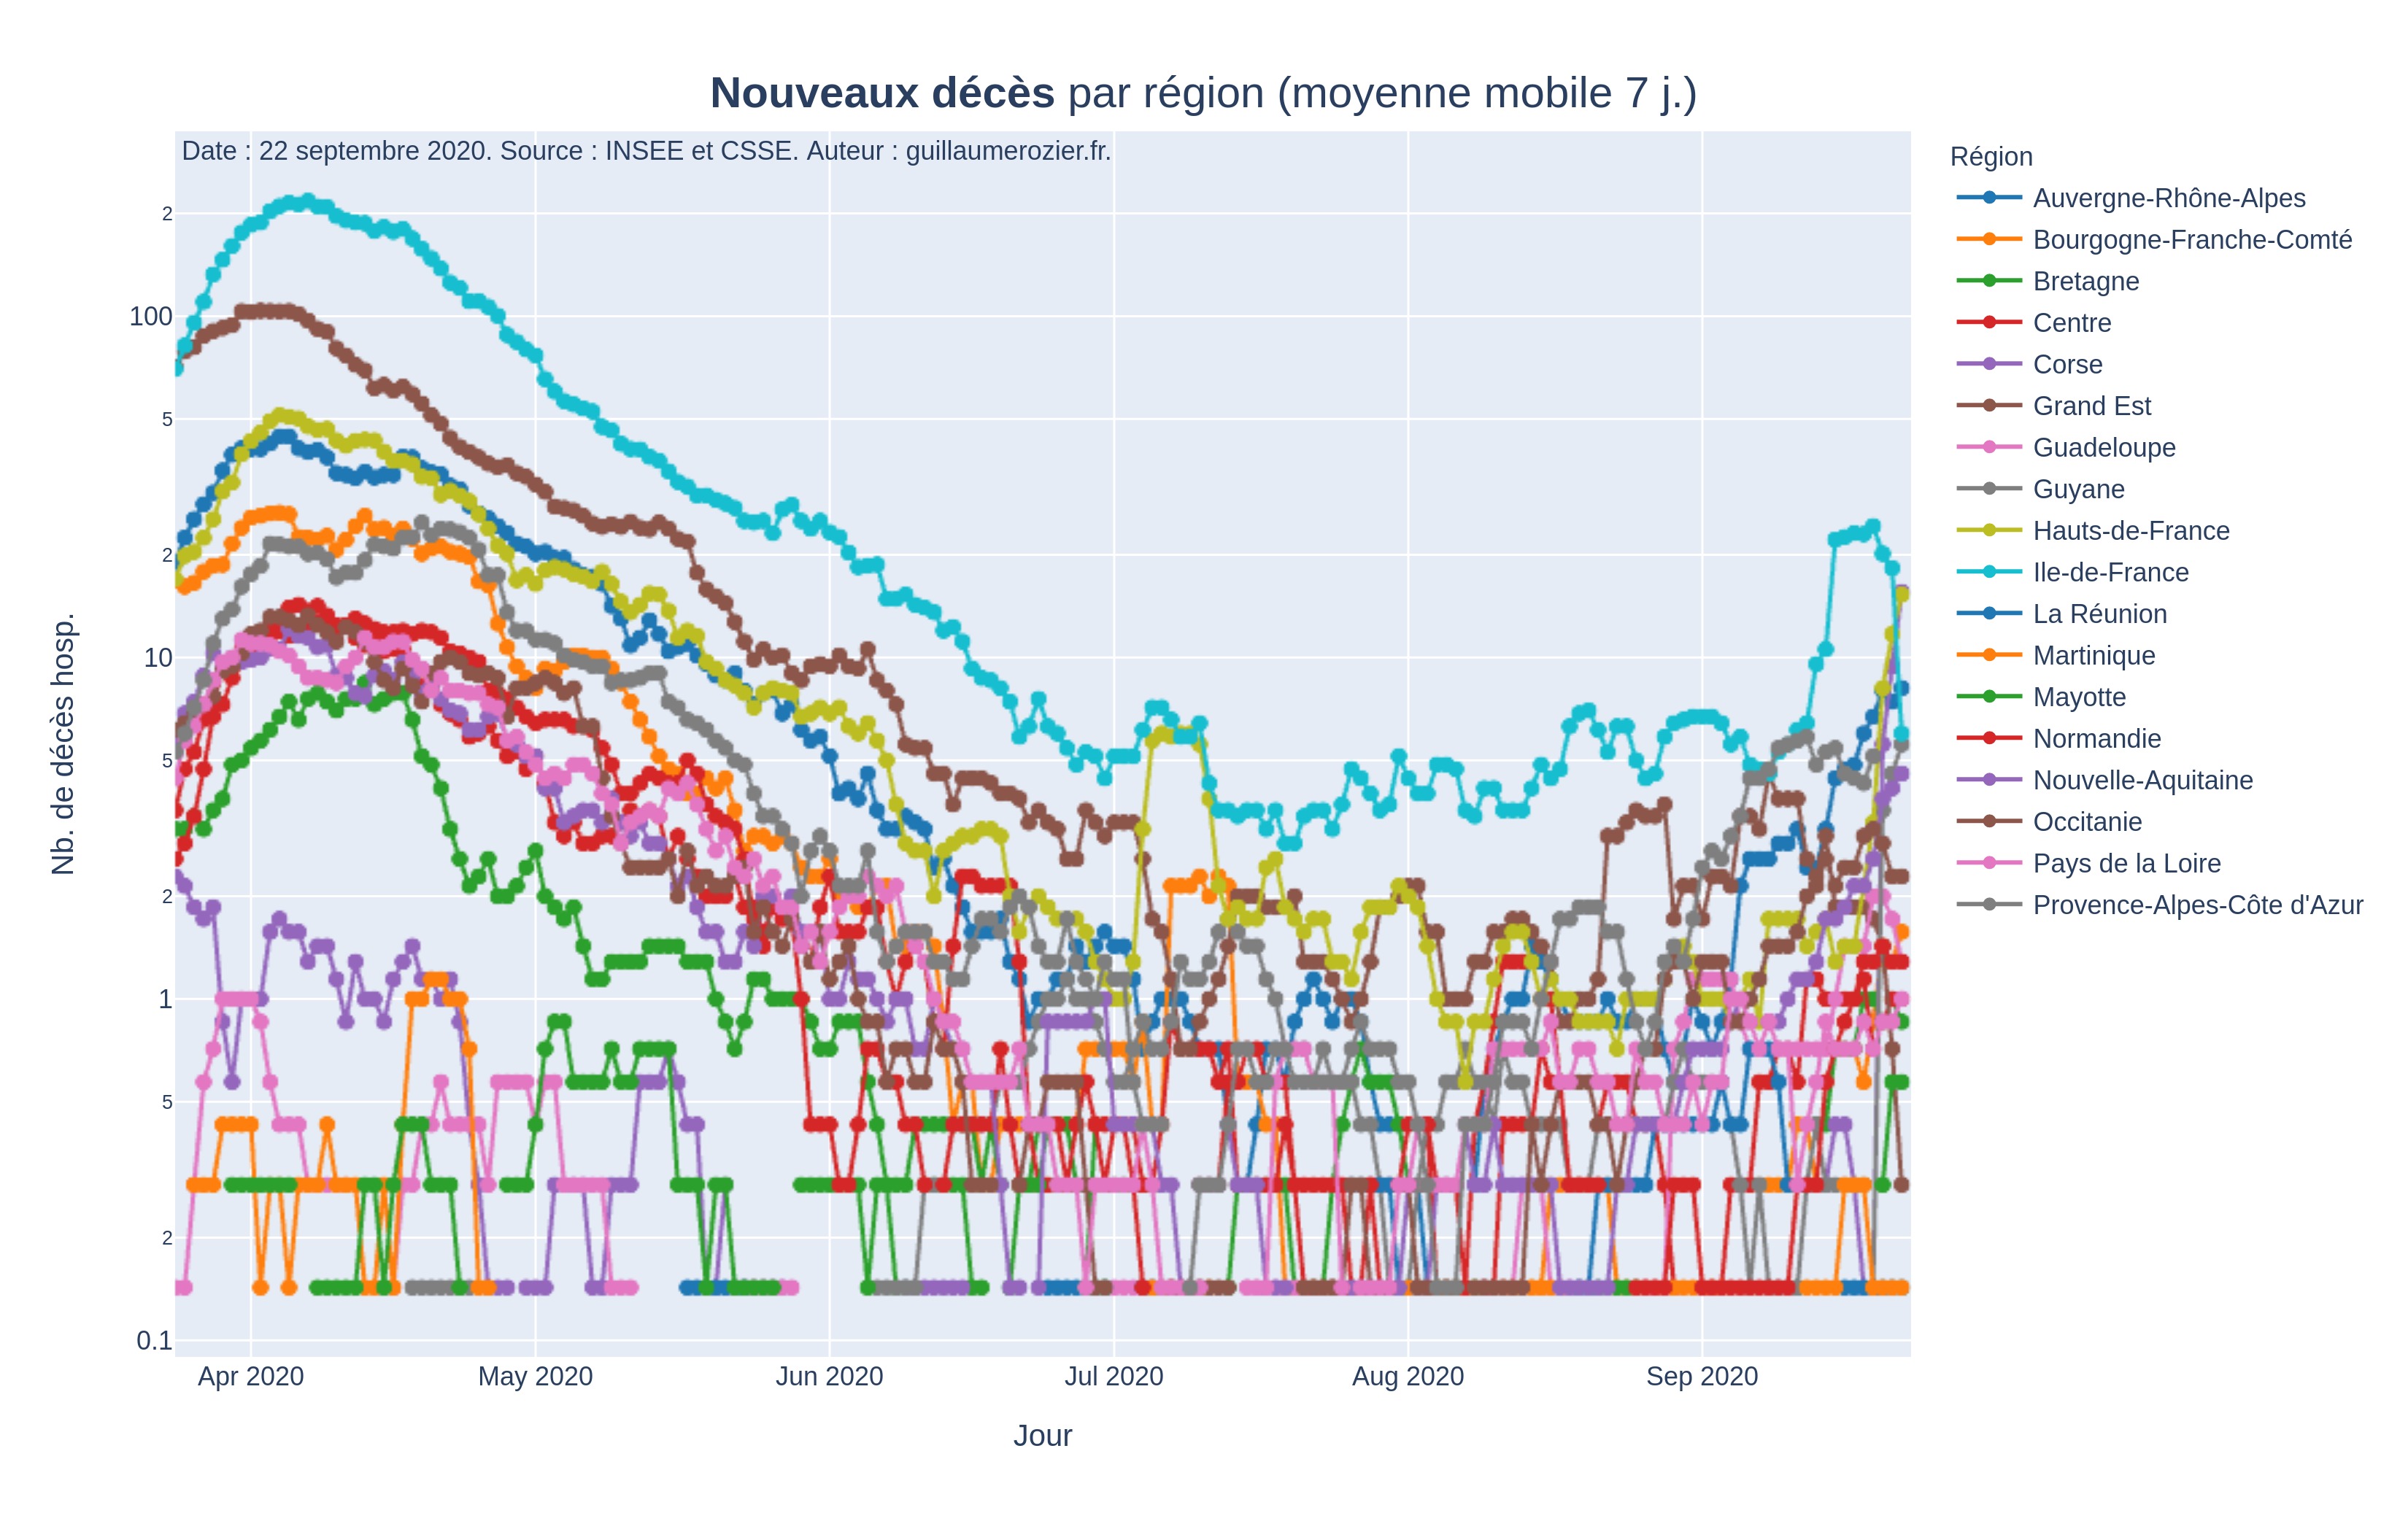 Nouveaux décès par région (moyenne mobile 7 j.)
Date : 22 septembre 2020. Source : INSEE et CSSE. Auteur : guillaumerozier.fr.
Nb. de décès hosp.
2
100
5
2
10
5
2
1
5
2
0.1
Apr 2020
May 2020
Jun 2020
Jul 2020
Aug 2020
Sep 2020
Jour
Région
Auvergne-Rhône-Alpes
Bourgogne-Franche-Comté
Bretagne
Centre
Corse
Grand Est
Guadeloupe
Guyane
Hauts-de-France
Ile-de-France
La Réunion
Martinique
Mayotte
Normandie
Nouvelle-Aquitaine
Occitanie
Pays de la Loire
Provence-Alpes-Côte d'Azur